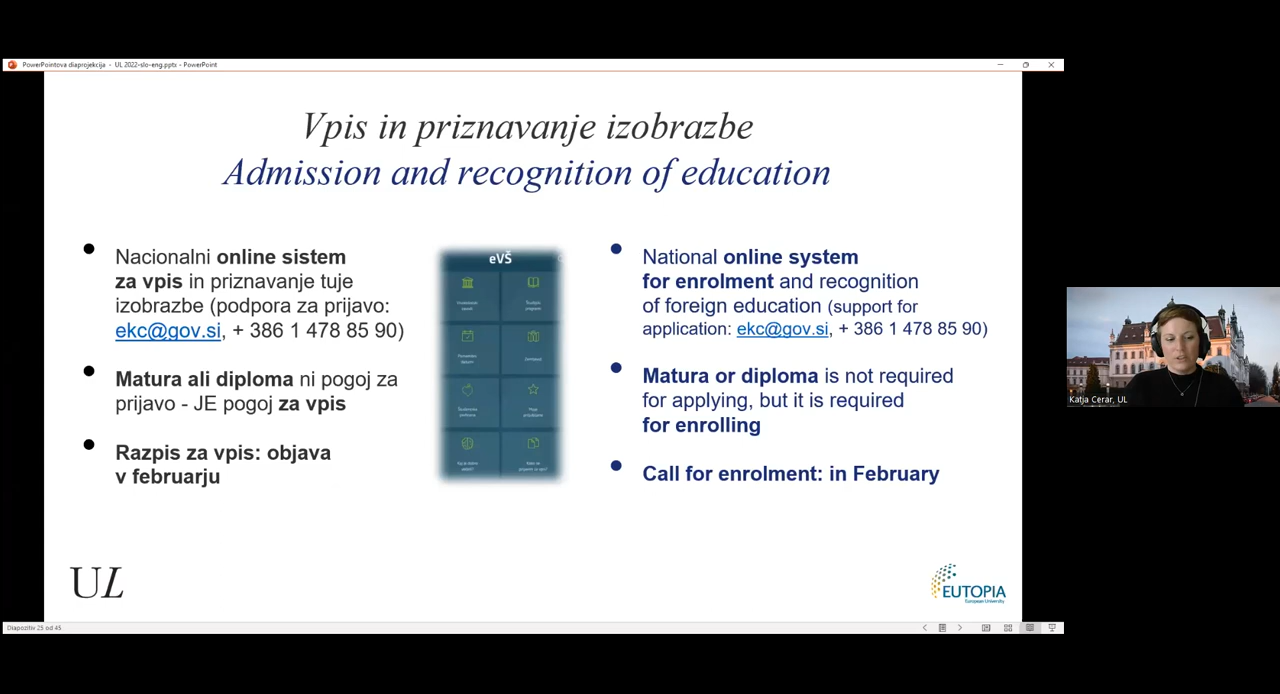 PowerPointova diaprojekcija - UL 2022-slo-eng.pptx - PowerPoint
Vpis in priznavanje izobrazbe
Admission and recognition of education
Nacionalni online sistem
za vpis in priznavanje tuje
izobrazbe (podpora za prijavo:
ekc@gov.si, + 386 1 478 85 90)
Matura ali diploma ni pogoj za
prijavo - JE pogoj za vpis
Razpis za vpis: objava
v februarju
eVŠ
National online system
for enrolment and recognition
of foreign education (support for
application: ekc@gov.si, + 386 1 478 85 90)
Matura or diploma is not required
for applying, but it is required
for enrolling
Call for enrolment: in February
UL
EUTOPIA
European University
Diapozitiv 25 od 45
Katja Cerar, UL